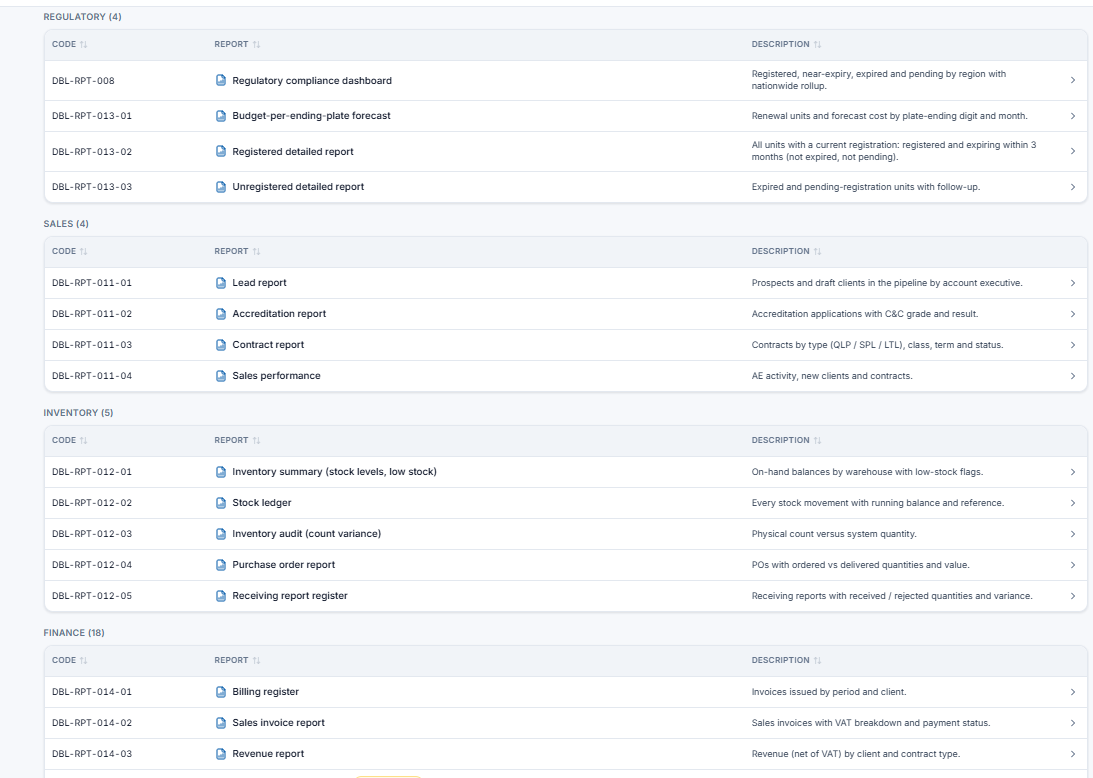 REGULATORY (4)
CODE REPORT DESCRIPTION
DBL-RPT-008 Regulatory compliance dashboard Registered, near-expiry, expired and pending by region with
nationwide rollup.
DBL-RPT-013-01 Budget-per-ending-plate forecast Renewal units and forecast cost by plate-ending digit and month.
DBL-RPT-013-02 Registered detailed report All units with a current registration: registered and expiring within 3
months (not expired, not pending).
DBL-RPT-013-03 Unregistered detailed report Expired and pending-registration units with follow-up.
SALES (4)
CODE REPORT DESCRIPTION
DBL-RPT-011-01 Lead report Prospects and draft clients in the pipeline by account executive.
DBL-RPT-011-02 Accreditation report Accreditation applications with C&C grade and result.
DBL-RPT-011-03 Contract report Contracts by type (QLP / SPL / LTL), class, term and status.
DBL-RPT-011-04 Sales performance AE activity, new clients and contracts.
INVENTORY (5)
CODE REPORT DESCRIPTION
DBL-RPT-012-01 Inventory summary (stock levels, low stock) On-hand balances by warehouse with low-stock flags.
DBL-RPT-012-02 Stock ledger Every stock movement with running balance and reference.
DBL-RPT-012-03 Inventory audit (count variance) Physical count versus system quantity.
DBL-RPT-012-04 Purchase order report POs with ordered vs delivered quantities and value.
DBL-RPT-012-05 Receiving report register Receiving reports with received / rejected quantities and variance.
FINANCE (18)
CODE REPORT DESCRIPTION
DBL-RPT-014-01 Billing register Invoices issued by period and client.
DBL-RPT-014-02 Sales invoice report Sales invoices with VAT breakdown and payment status.
DBL-RPT-014-03 Revenue report Revenue (net of VAT) by client and contract type.